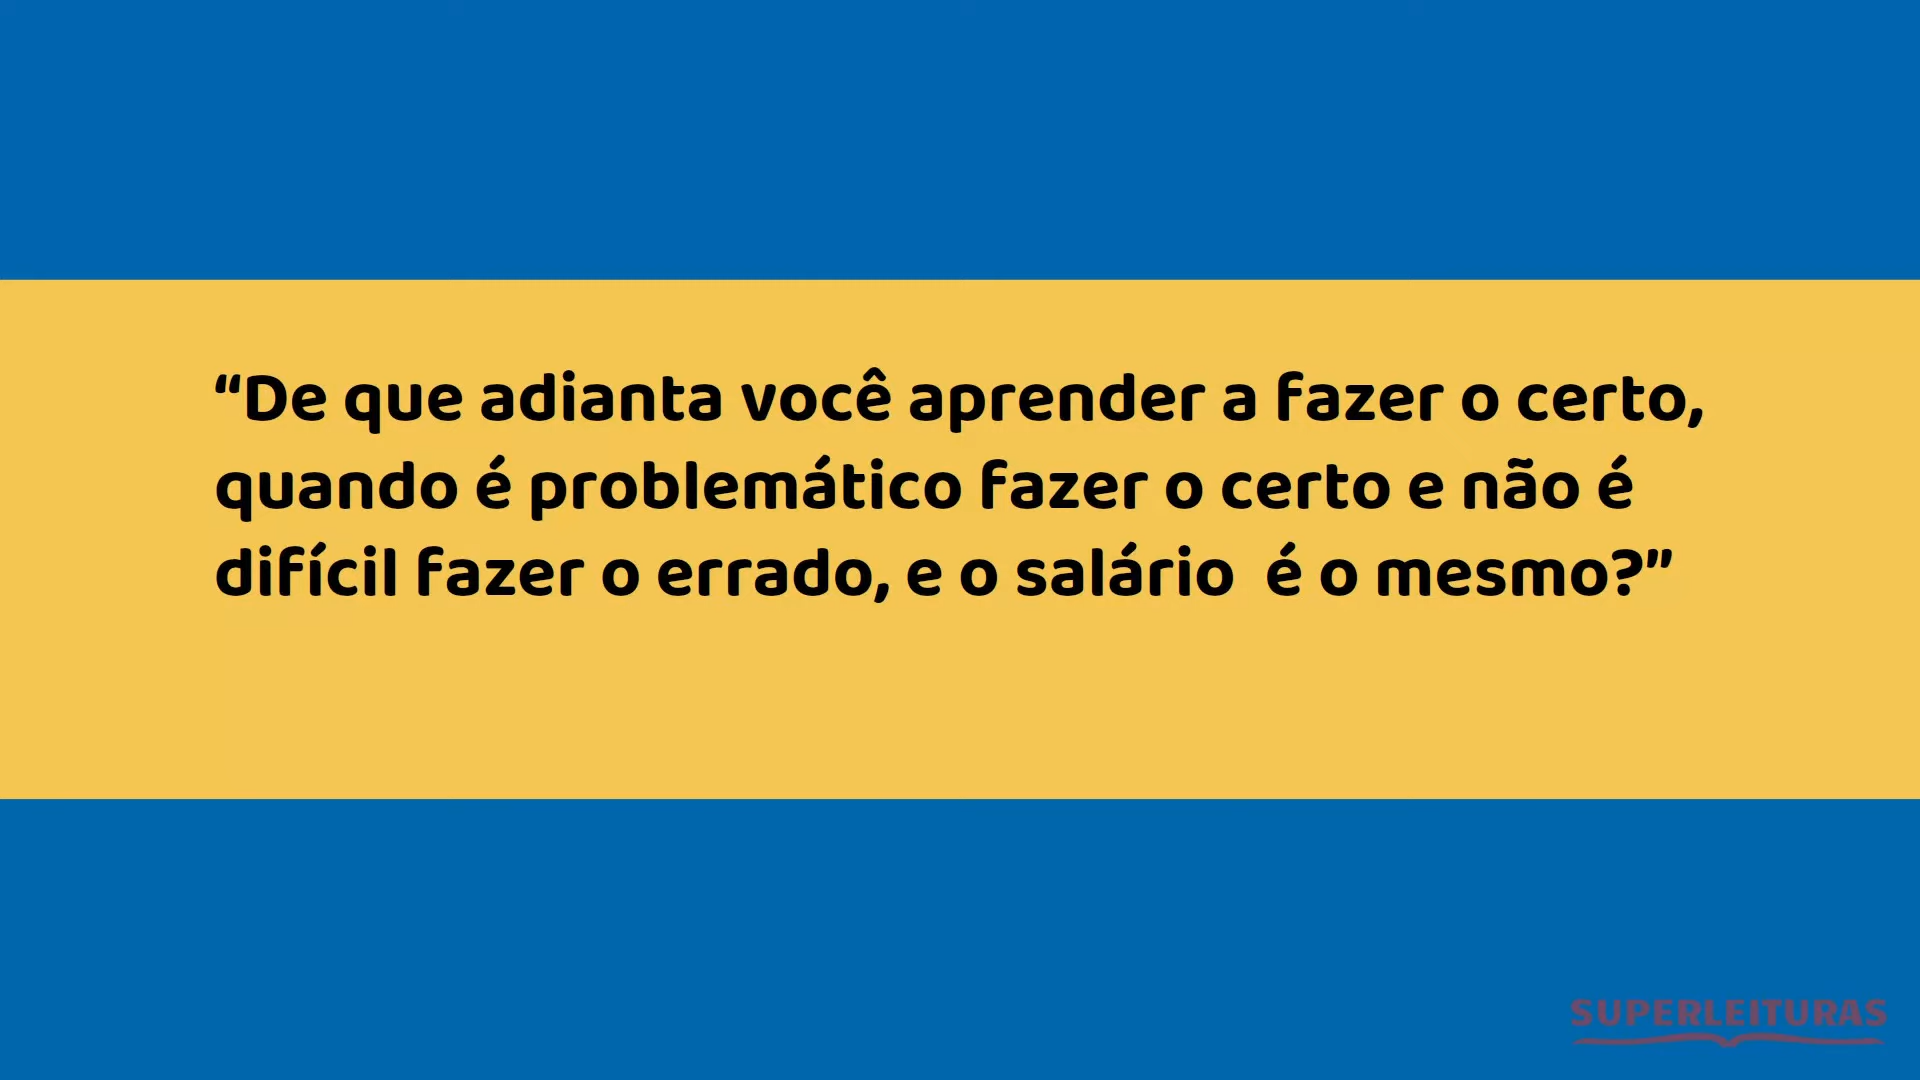 “De que adianta você aprender a fazer o certo,
quando é problemático fazer o certo e não é
difícil fazer o errado, e o salário  é o mesmo?”
SUPERLEITURAS